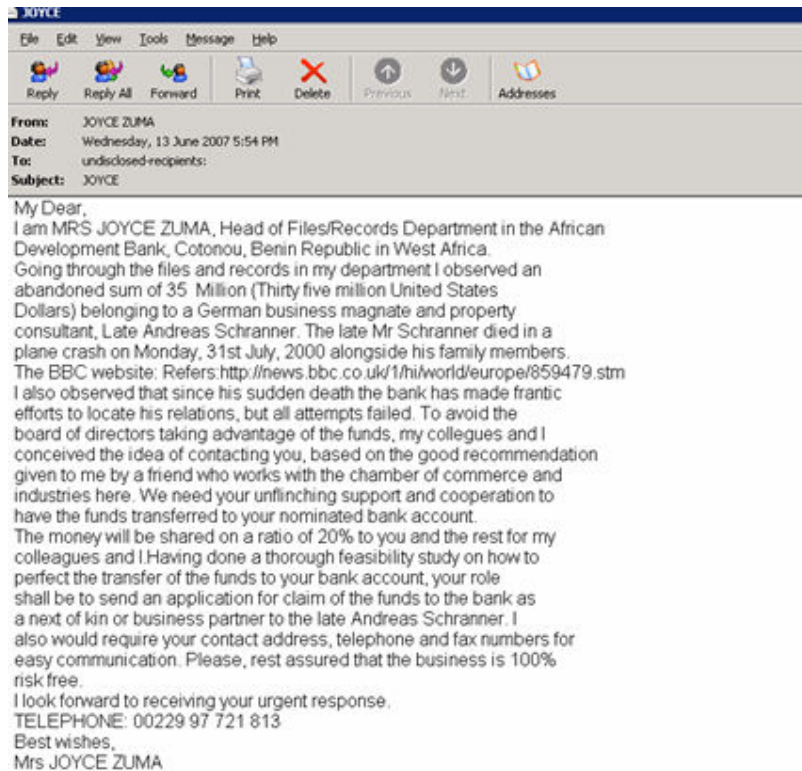 JOYCE
File Edit View Tools Message Help
Reply Reply All Forward Print Delete Previous Next Addresses
From: JOYCE ZUMA
Date: Wednesday, 13 June 2007 5:54 PM
To: undisclosed-recipients:
Subject: JOYCE
My Dear,
I am MRS JOYCE ZUMA, Head of Files/Records Department in the African
Development Bank, Cotonou, Benin Republic in West Africa.
Going through the files and records in my department I observed an
abandoned sum of 35 Million (Thirty five million United States
Dollars) belonging to a German business magnate and property
consultant, Late Andreas Schranner. The late Mr Schranner died in a
plane crash on Monday, 31st July, 2000 alongside his family members.
The BBC website: Refers:http://news.bbc.co.uk/1/hi/world/europe/859479.stm
I also observed that since his sudden death the bank has made frantic
efforts to locate his relations, but all attempts failed. To avoid the
board of directors taking advantage of the funds, my collegues and I
conceived the idea of contacting you, based on the good recommendation
given to me by a friend who works with the chamber of commerce and
industries here. We need your unflinching support and cooperation to
have the funds transferred to your nominated bank account.
The money will be shared on a ratio of 20% to you and the rest for my
colleagues and I.Having done a thorough feasibility study on how to
perfect the transfer of the funds to your bank account, your role
shall be to send an application for claim of the funds to the bank as
a next of kin or business partner to the late Andreas Schranner. I
also would require your contact address, telephone and fax numbers for
easy communication. Please, rest assured that the business is 100%
risk free.
I look forward to receiving your urgent response.
TELEPHONE: 00229 97 721 813
Best wishes,
Mrs JOYCE ZUMA